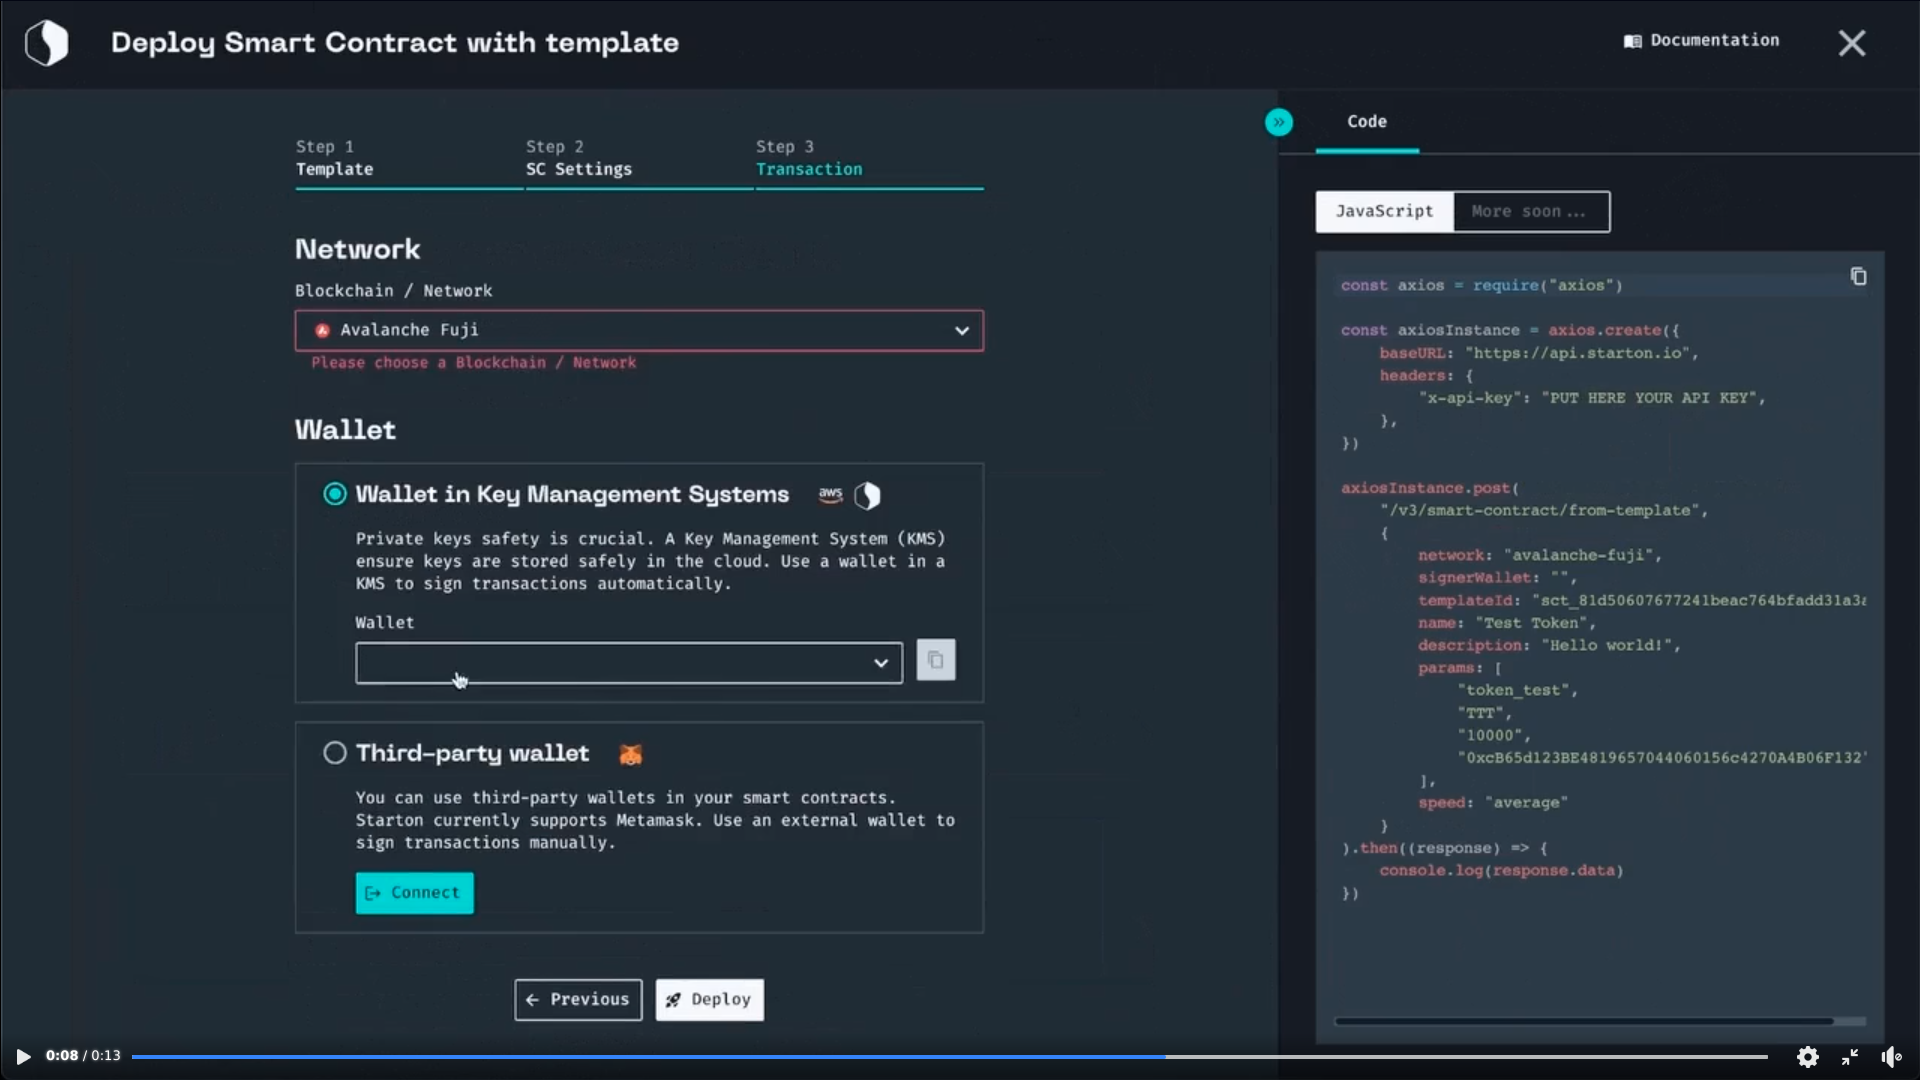 Deploy Smart Contract with template
Documentation
Step 1
Template
Step 2
SC Settings
Step 3
Transaction
Network
Blockchain / Network
Avalanche Fuji
Please choose a Blockchain / Network
Wallet
Wallet in Key Management Systems
aws
Private keys safety is crucial. A Key Management System (KMS)
ensure keys are stored safely in the cloud. Use a wallet in a
KMS to sign transactions automatically.
Wallet
Third-party wallet
You can use third-party wallets in your smart contracts.
Starton currently supports Metamask. Use an external wallet to
sign transactions manually.
Connect
← Previous
Deploy
» 
Code
JavaScript
More soon...
const axios = require("axios")
const axiosInstance = axios.create({
baseURL: "https://api.starton.io",
headers: {
"x-api-key": "PUT HERE YOUR API KEY",
},
})
axiosInstance.post(
"/v3/smart-contract/from-template",
{
network: "avalanche-fuji",
signerWallet: "",
templateId: "sct_81d50607677241beac764bfadd31a3a
name: "Test Token",
description: "Hello world!",
params: [
"token_test",
"TTT",
"10000",
"0xcB65d123BE4819657044060156c4270A4B06F132"
],
speed: "average"
}
).then((response) => {
console.log(response.data)
})
0:08 / 0:13